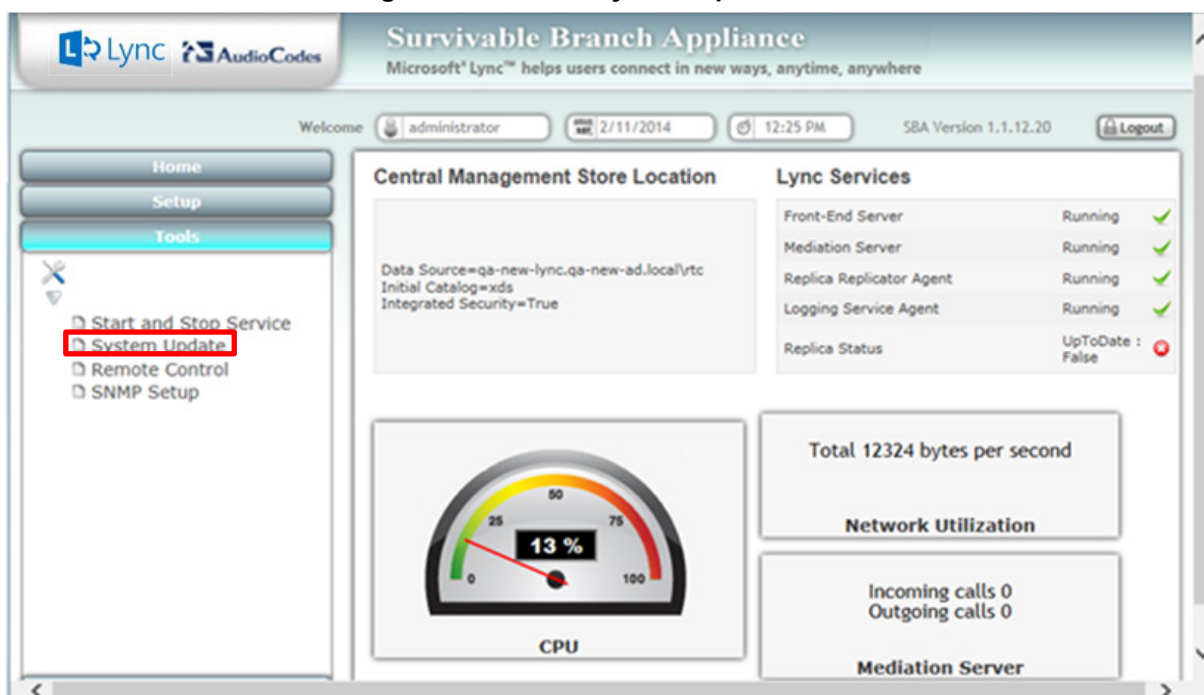 Lync AudioCodes
Survivable Branch Appliance
Microsoft® Lync™ helps users connect in new ways, anytime, anywhere
Welcome administrator 2/11/2014 12:25 PM SBA Version 1.1.12.20 Logout
Home
Setup
Tools
Start and Stop Service
System Update
Remote Control
SNMP Setup
Central Management Store Location
Data Source=qa-new-lync.qa-new-ad.local\rtc
Initial Catalog=xds
Integrated Security=True
Lync Services
Front-End Server Running
Mediation Server Running
Replica Replicator Agent Running
Logging Service Agent Running
Replica Status UpToDate :
False
0 25 50 75 100
13 %
CPU
Total 12324 bytes per second
Network Utilization
Incoming calls 0
Outgoing calls 0
Mediation Server